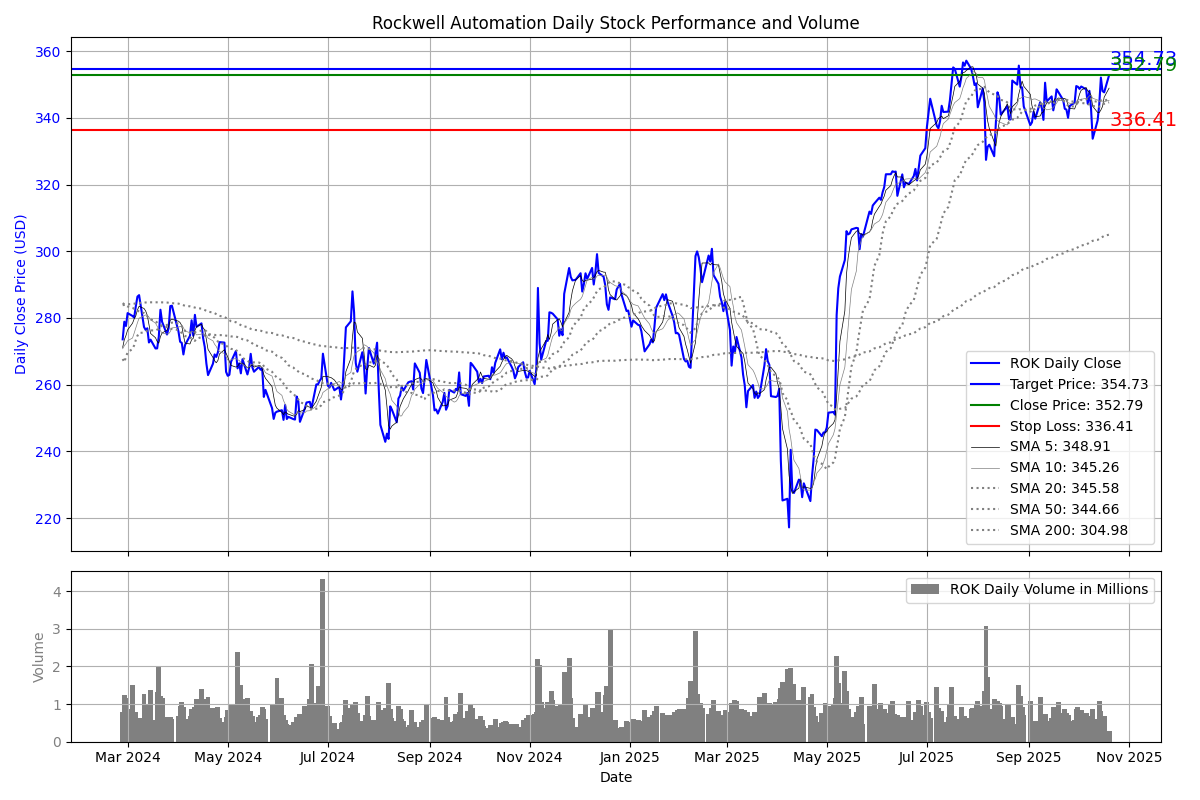 Rockwell Automation Daily Stock Performance and Volume
360
340
320
300
280
260
240
220
Daily Close Price (USD)
354.73
352.79
336.41
ROK Daily Close
Target Price: 354.73
Close Price: 352.79
Stop Loss: 336.41
SMA 5: 348.91
SMA 10: 345.26
SMA 20: 345.58
SMA 50: 344.66
SMA 200: 304.98
4
3
2
1
0
Volume
ROK Daily Volume in Millions
Mar 2024
May 2024
Jul 2024
Sep 2024
Nov 2024
Jan 2025
Mar 2025
May 2025
Jul 2025
Sep 2025
Nov 2025
Date